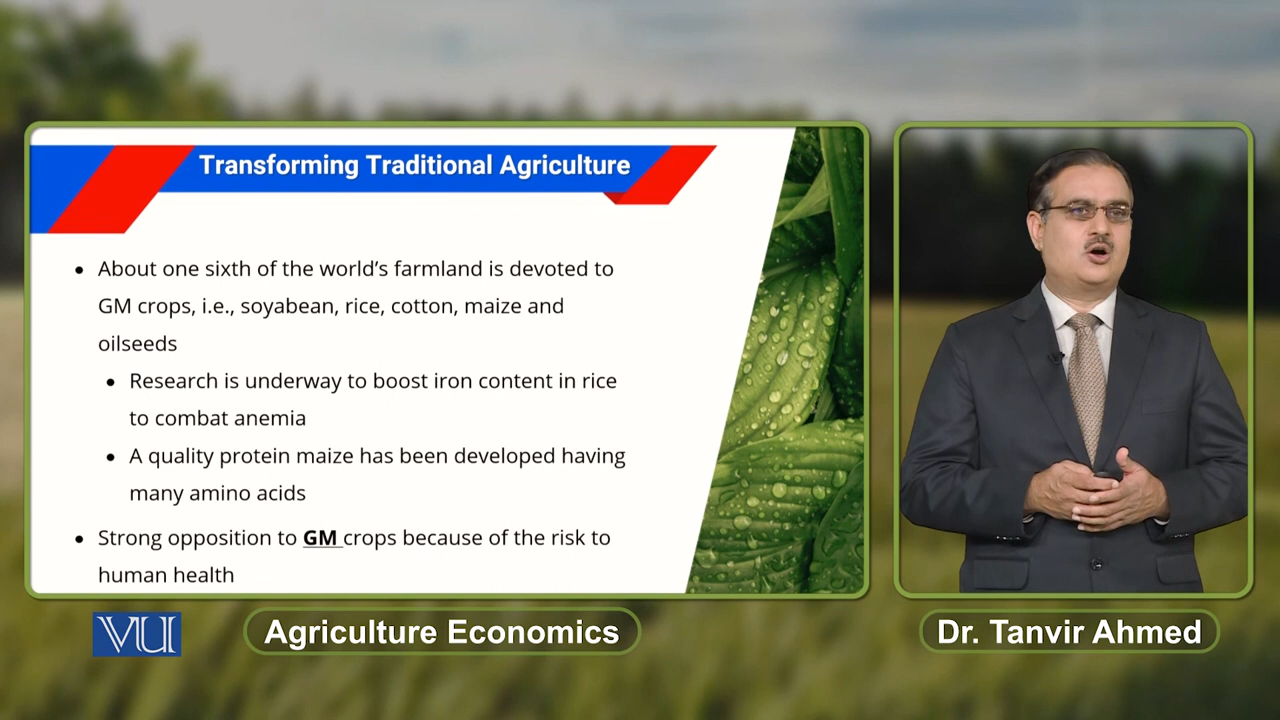 Transforming Traditional Agriculture
• About one sixth of the world's farmland is devoted to
GM crops, i.e., soyabean, rice, cotton, maize and
oilseeds
• Research is underway to boost iron content in rice
to combat anemia
• A quality protein maize has been developed having
many amino acids
• Strong opposition to GM crops because of the risk to
human health
VU
Agriculture Economics
Dr. Tanvir Ahmed